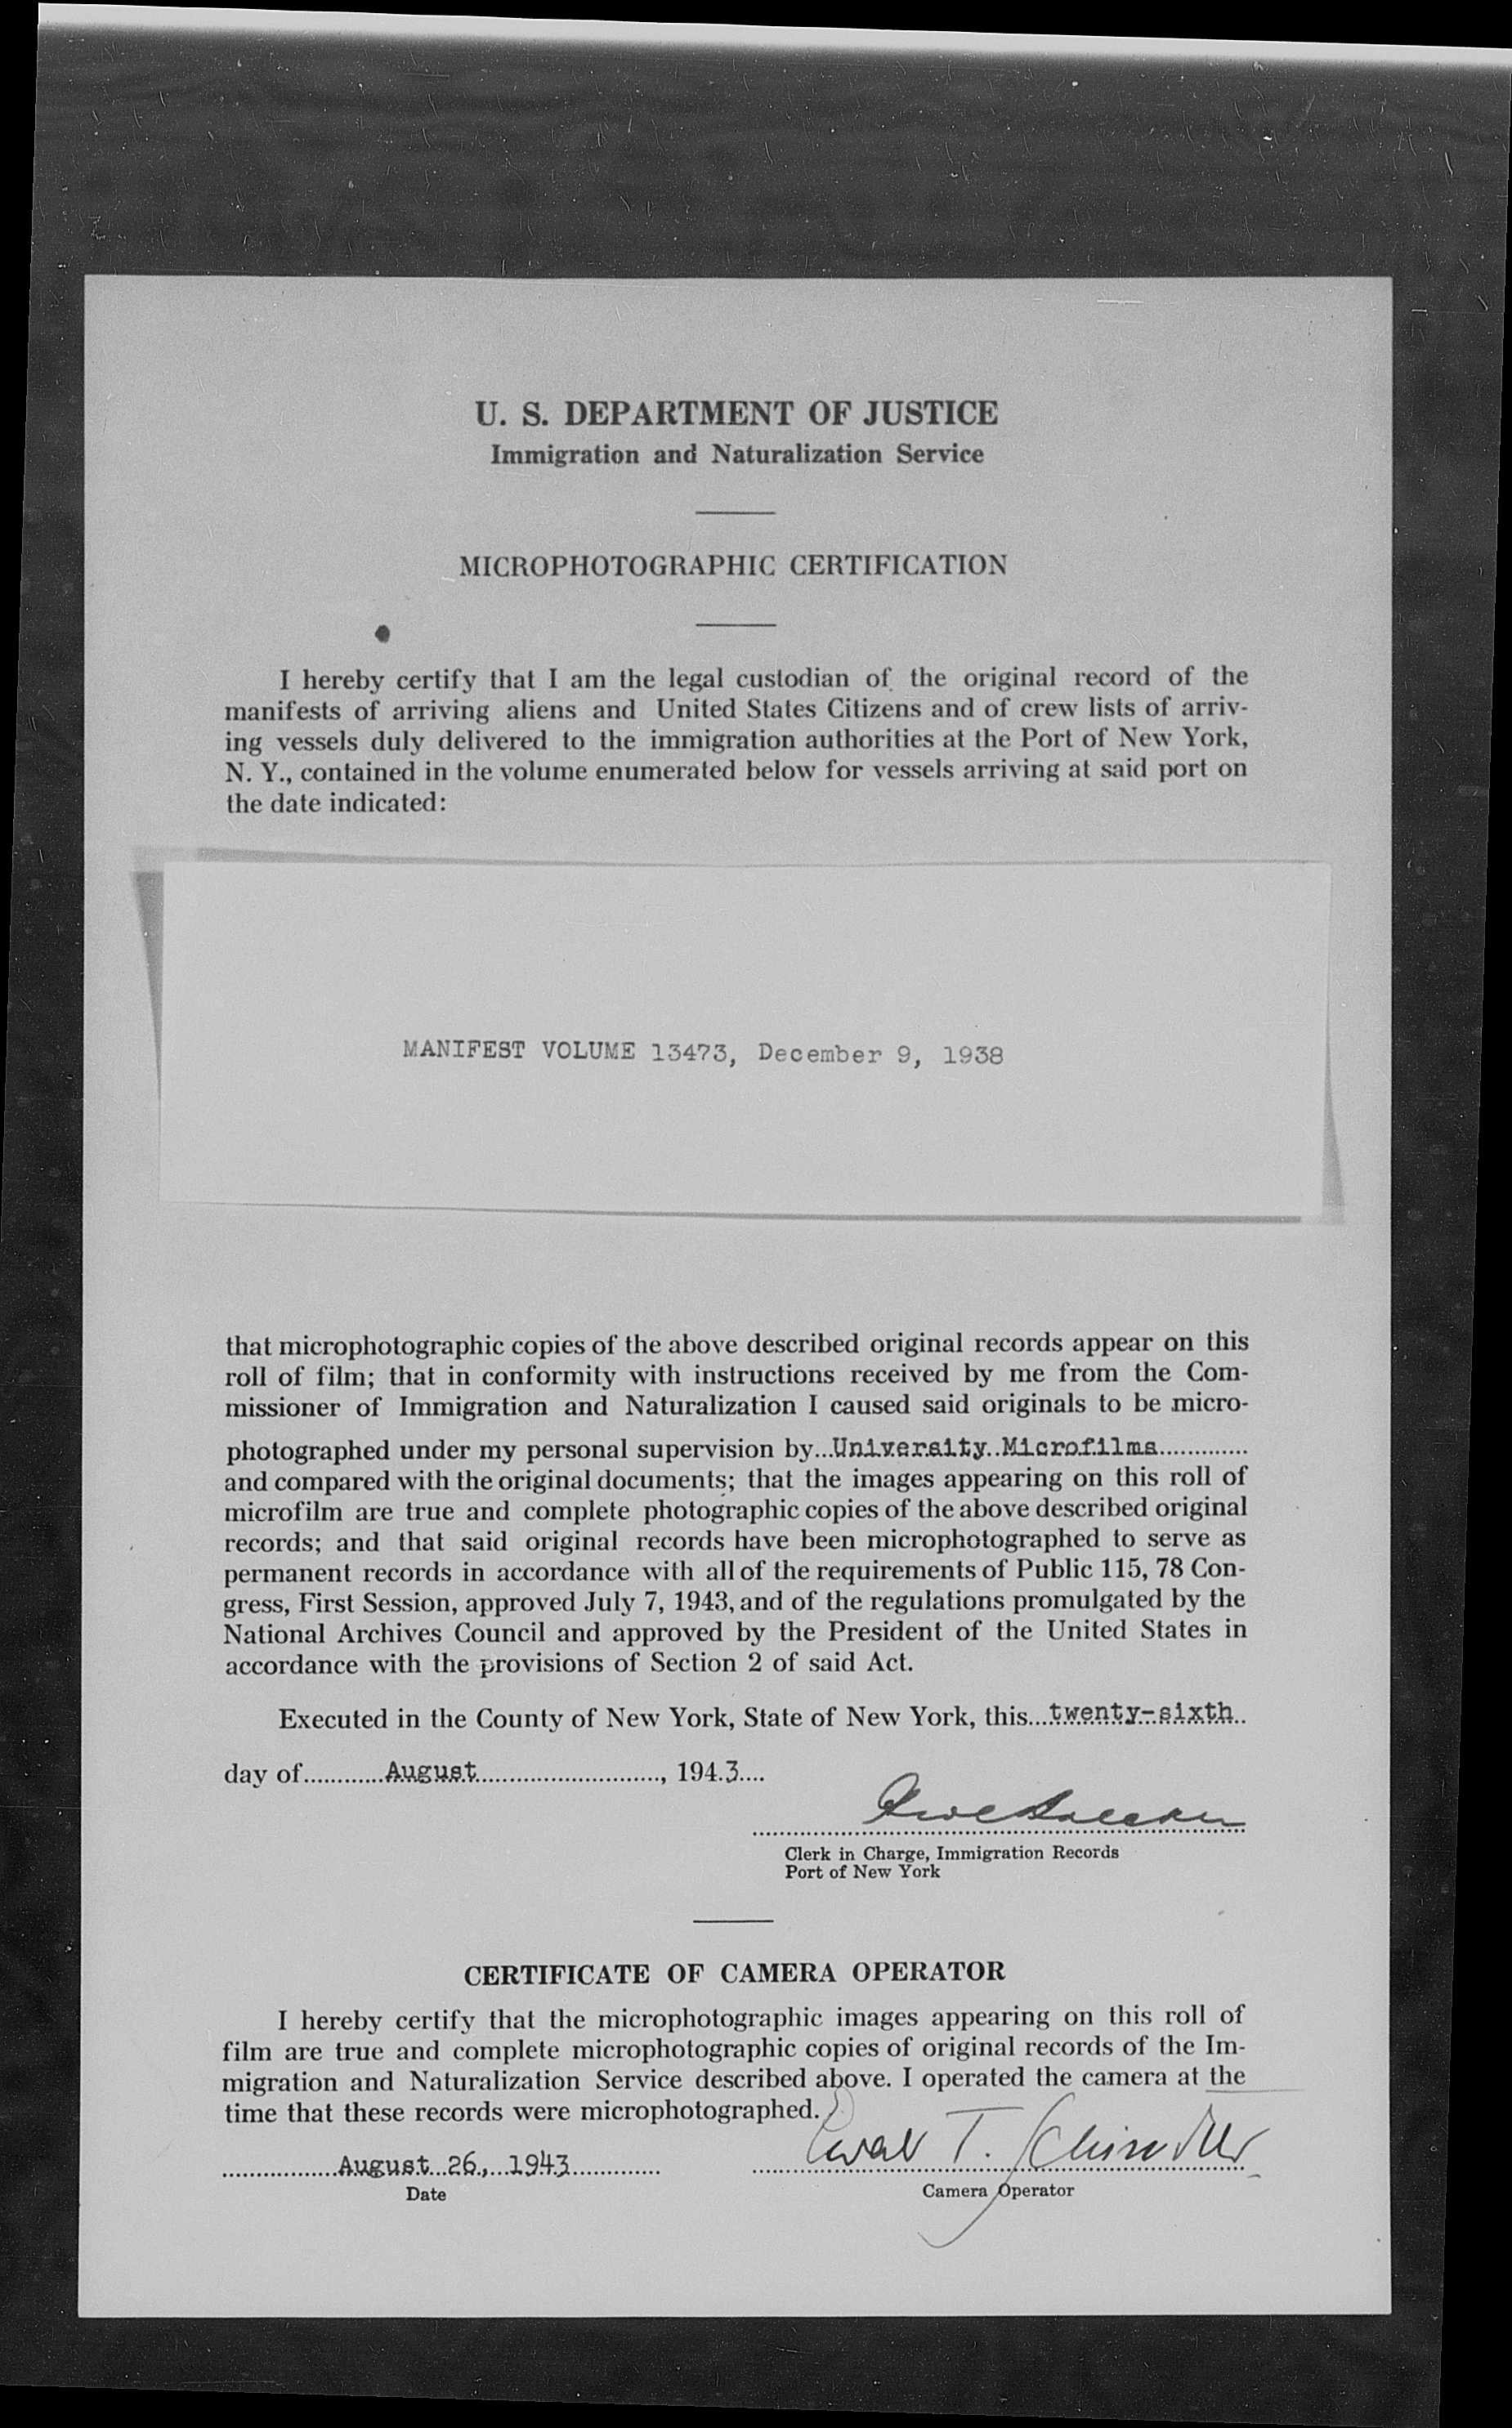 U. S. DEPARTMENT OF JUSTICE
Immigration and Naturalization Service
MICROPHOTOGRAPHIC CERTIFICATION
I hereby certify that I am the legal custodian of the original record of the
manifests of arriving aliens and United States Citizens and of crew lists of arriv-
ing vessels duly delivered to the immigration authorities at the Port of New York,
N. Y., contained in the volume enumerated below for vessels arriving at said port on
the date indicated:
MANIFEST VOLUME 13473, December 9, 1938
that microphotographic copies of the above described original records appear on this
roll of film; that in conformity with instructions received by me from the Com-
missioner of Immigration and Naturalization I caused said originals to be micro-
photographed under my personal supervision by...University..Microfilms.............
and compared with the original documents; that the images appearing on this roll of
microfilm are true and complete photographic copies of the above described original
records; and that said original records have been microphotographed to serve as
permanent records in accordance with all of the requirements of Public 115, 78 Con-
gress, First Session, approved July 7, 1943, and of the regulations promulgated by the
National Archives Council and approved by the President of the United States in
accordance with the provisions of Section 2 of said Act.
Executed in the County of New York, State of New York, this...twenty-sixth..
day of............August............................, 194.3....
Clerk in Charge, Immigration Records
Port of New York
CERTIFICATE OF CAMERA OPERATOR
I hereby certify that the microphotographic images appearing on this roll of
film are true and complete microphotographic copies of original records of the Im-
migration and Naturalization Service described above. I operated the camera at the
time that these records were microphotographed.
T. Schindler
.................August...26,...1943..............
Date
Camera Operator